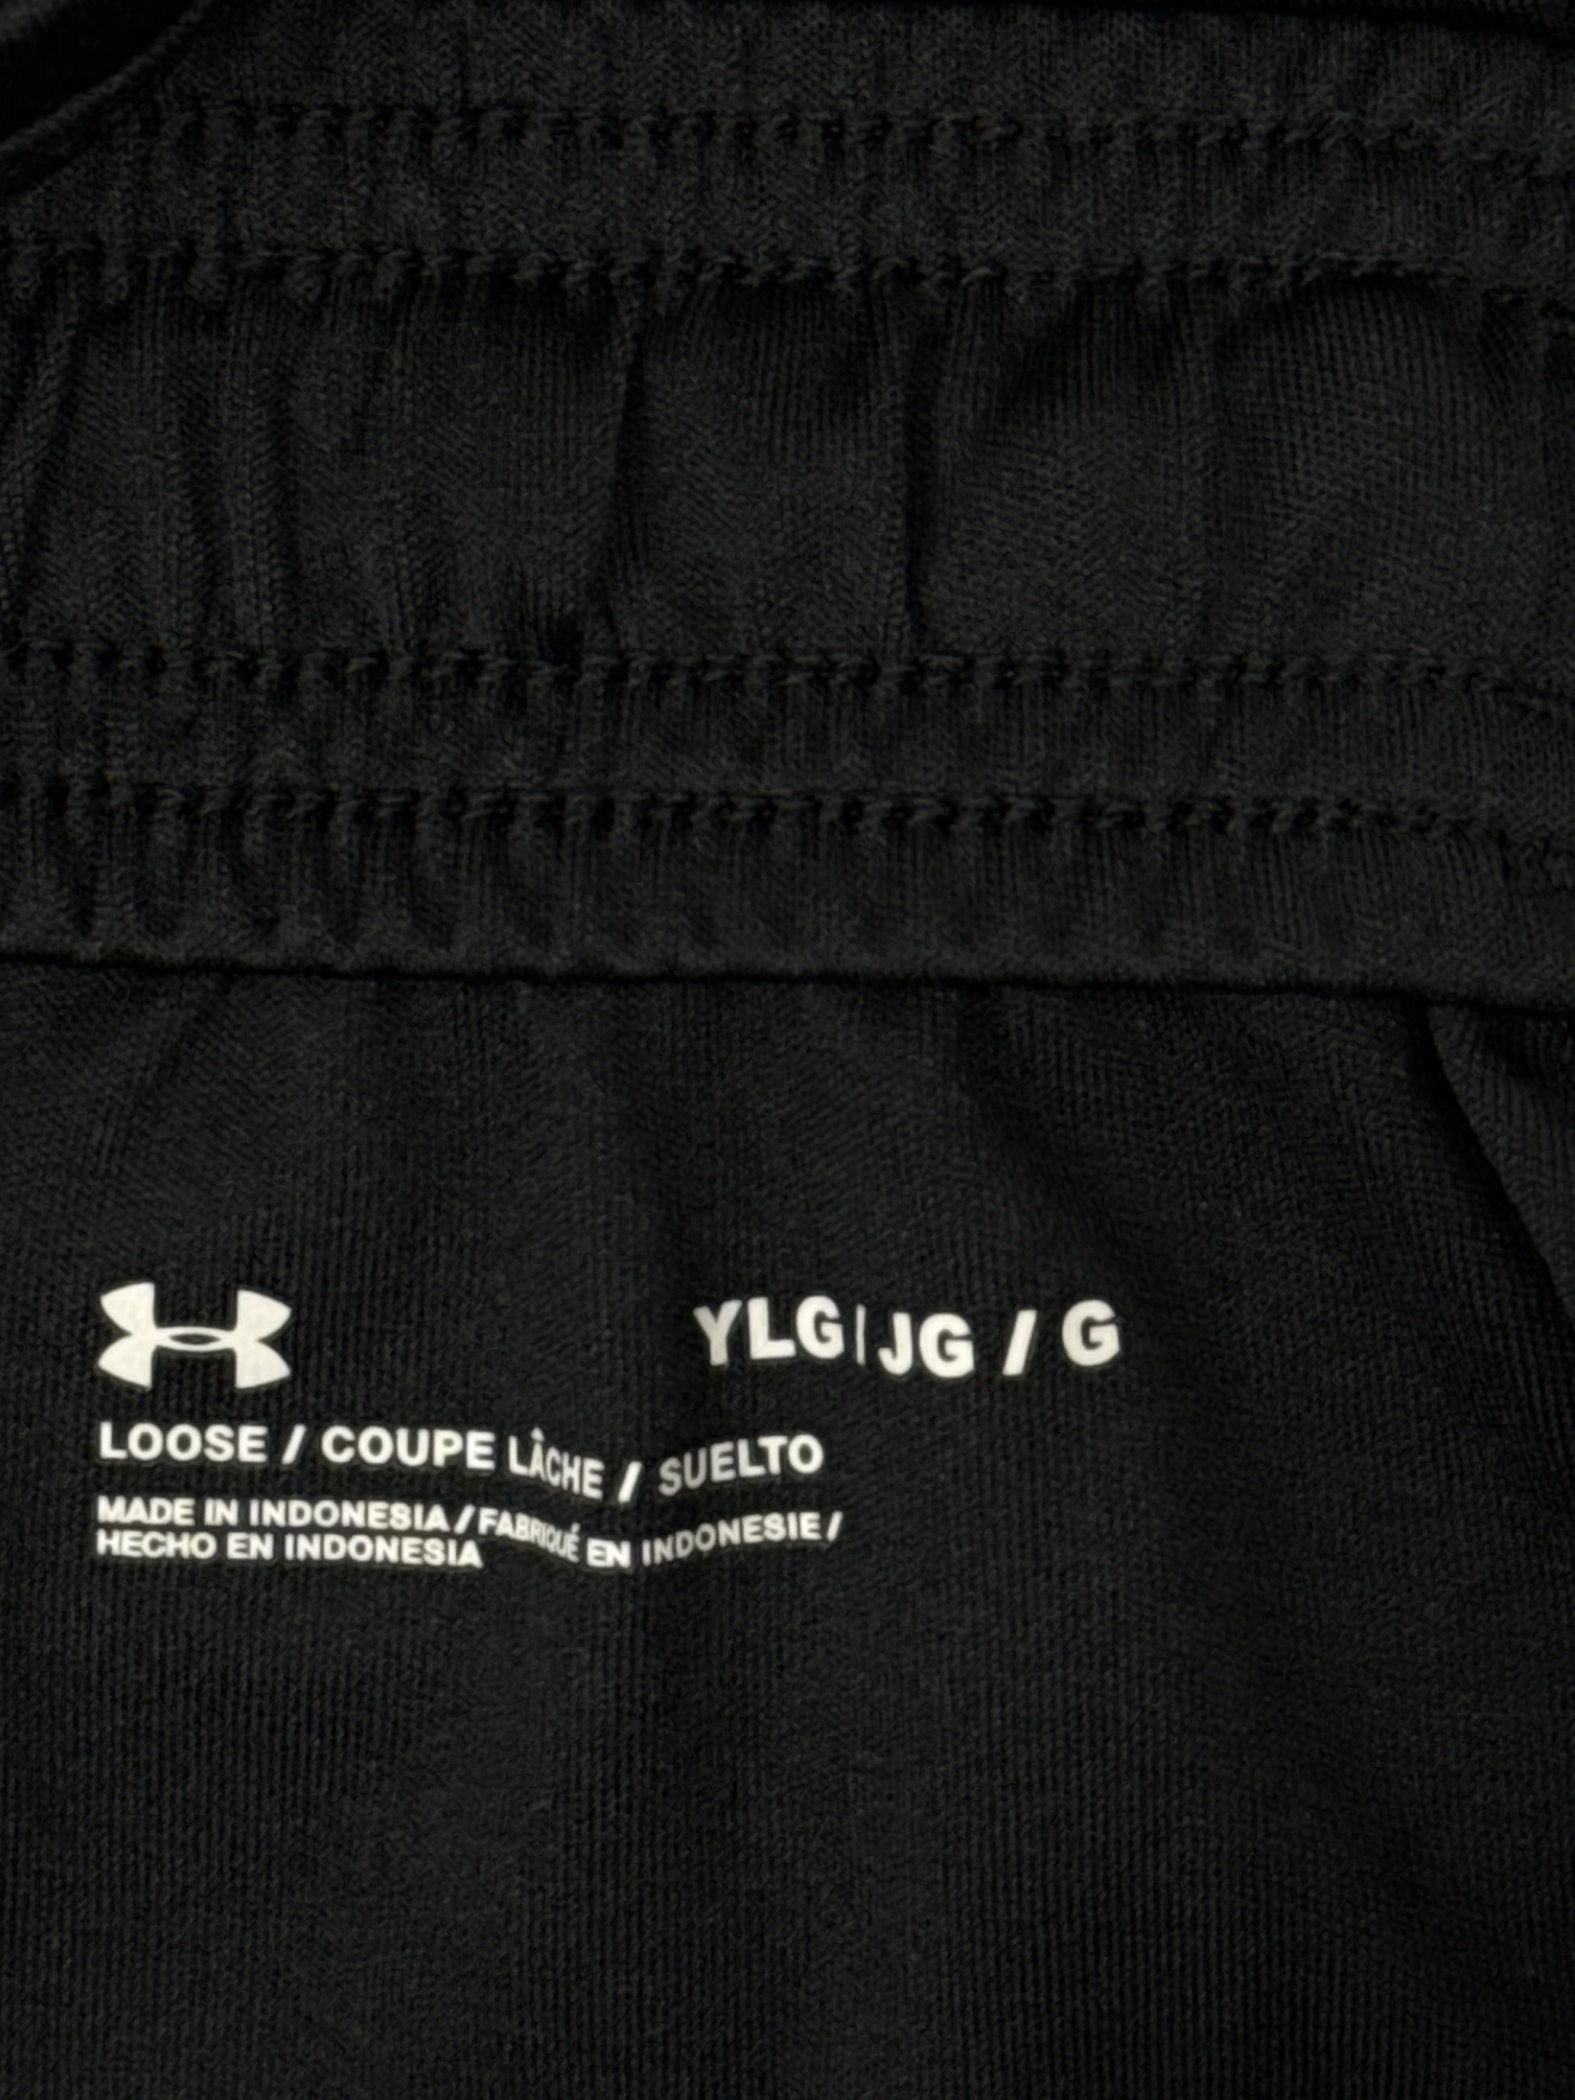 YLG | JG / G
LOOSE / COUPE LÂCHE / SUELTO
MADE IN INDONESIA / FABRIQUÉ EN INDONESIE /
HECHO EN INDONESIA